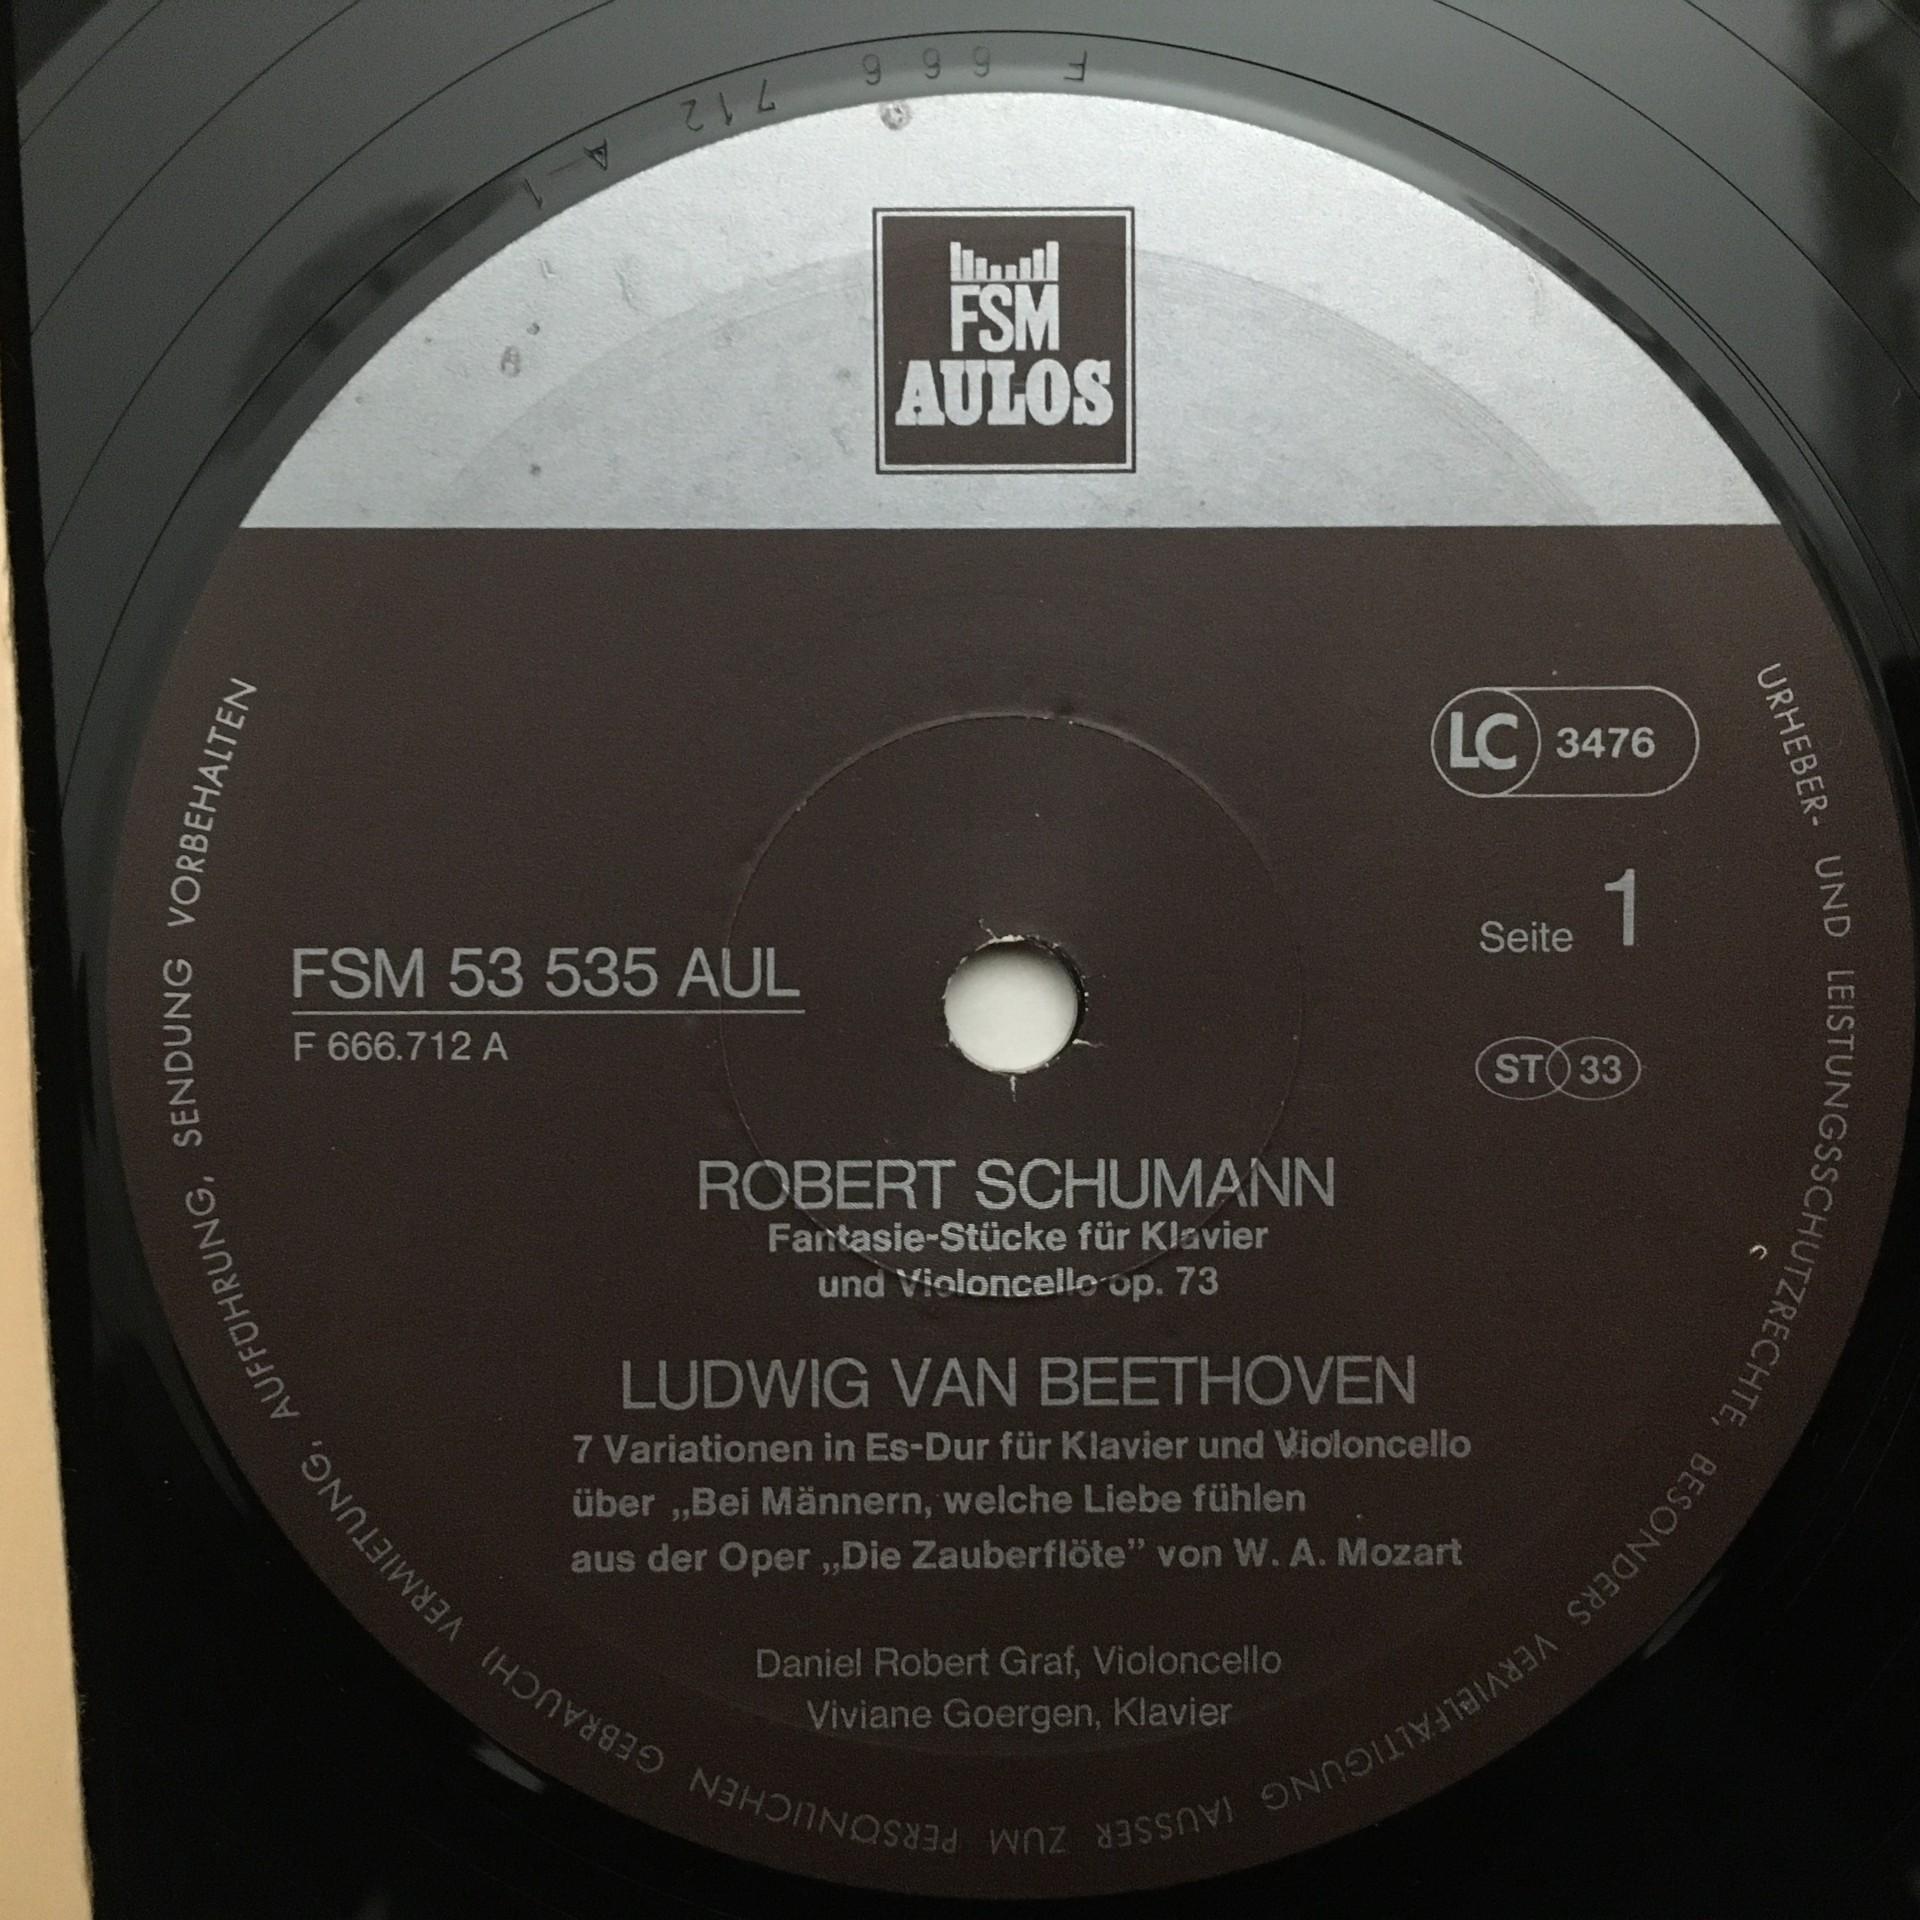 F 666 712 A-1
FSM
AULOS
LC 3476
Seite 1
FSM 53 535 AUL
F 666.712 A
ST 33
ROBERT SCHUMANN
Fantasie-Stücke für Klavier
und Violoncello op. 73
LUDWIG VAN BEETHOVEN
7 Variationen in Es-Dur für Klavier und Violoncello
über „Bei Männern, welche Liebe fühlen
aus der Oper „Die Zauberflöte” von W. A. Mozart
Daniel Robert Graf, Violoncello
Viviane Goergen, Klavier
URHEBER- UND LEISTUNGSSCHUTZRECHTE, BESONDERS VERVIELFÄLTIGUNG (AUSSER ZUM PERSÖNLICHEN GEBRAUCH) VERMIETUNG, AUFFÜHRUNG, SENDUNG VORBEHALTEN